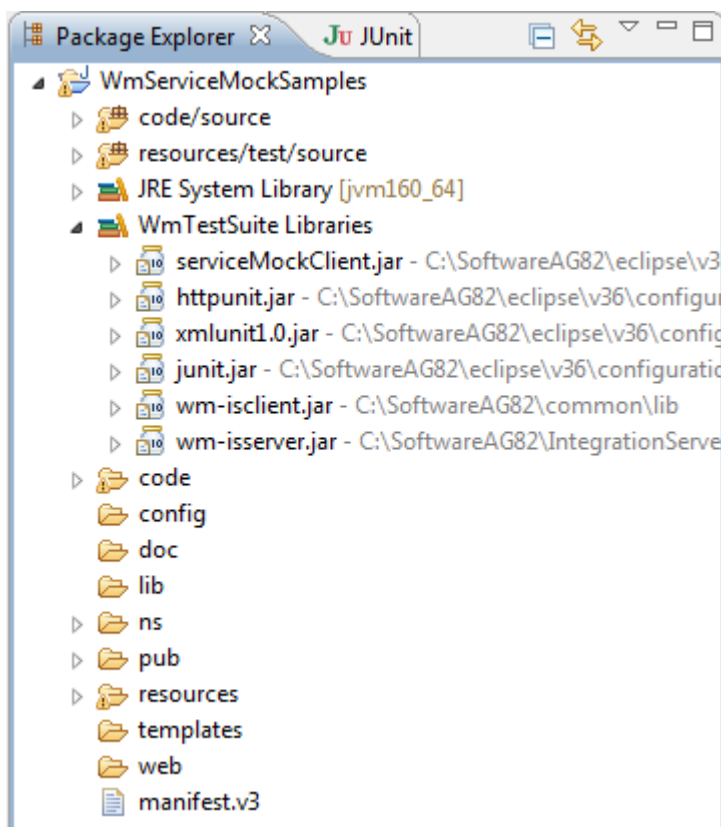 Package Explorer JU JUnit
WmServiceMockSamples
code/source
resources/test/source
JRE System Library [jvm160_64]
WmTestSuite Libraries
serviceMockClient.jar - C:\SoftwareAG82\eclipse\v3
httpunit.jar - C:\SoftwareAG82\eclipse\v36\configur
xmlunit1.0.jar - C:\SoftwareAG82\eclipse\v36\config
junit.jar - C:\SoftwareAG82\eclipse\v36\configuratio
wm-isclient.jar - C:\SoftwareAG82\common\lib
wm-isserver.jar - C:\SoftwareAG82\IntegrationServe
code
config
doc
lib
ns
pub
resources
templates
web
manifest.v3